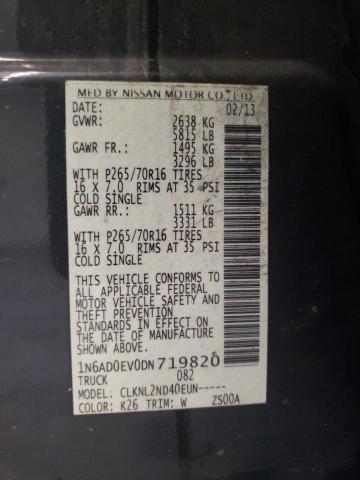 MFD BY NISSAN MOTOR CO., LTD
DATE: 02/13
GVWR: 2638 KG
5815 LB
GAWR FR.: 1495 KG
3296 LB
WITH P265/70R16 TIRES
16 X 7.0 RIMS AT 35 PSI
COLD SINGLE
GAWR RR.: 1511 KG
3331 LB
WITH P265/70R16 TIRES
16 X 7.0 RIMS AT 35 PSI
COLD SINGLE
THIS VEHICLE CONFORMS TO
ALL APPLICABLE FEDERAL
MOTOR VEHICLE SAFETY
AND THEFT PREVENTION
STANDARDS IN EFFECT ON
THE DATE OF MANUFACTURE
1N6AD0EV0DN719820
TRUCK 082
MODEL: CLKNL2ND40EUN-----
COLOR: K26 TRIM: W ZS00A